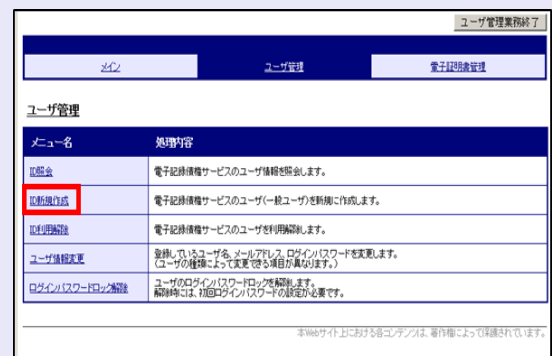 ユーザ管理業務終了
メイン
ユーザ管理
電子証明書管理
ユーザ管理
メニュー名
処理内容
ID照会
電子記録債権サービスのユーザ情報を照会します。
ID新規作成
電子記録債権サービスのユーザ(一般ユーザ)を新規に作成します。
ID利用解除
電子記録債権サービスのユーザを利用解除します。
ユーザ情報変更
登録しているユーザ名、メールアドレス、ログインパスワードを変更します。
(ユーザの種類によって変更できる項目が異なります。)
ログインパスワードロック解除
ユーザのログインパスワードロックを解除します。
解除時には、初回ログインパスワードの設定が必要です。
本Webサイト上における各コンテンツは、著作権によって保護されています。